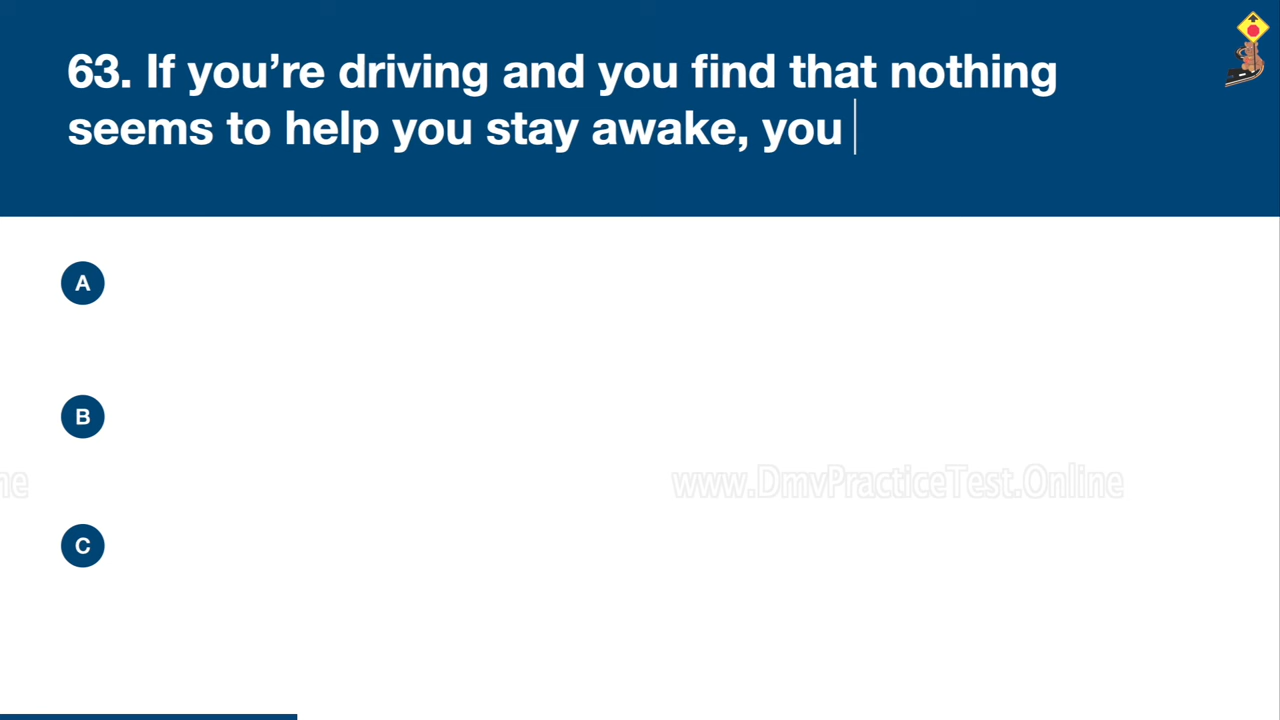 63. If you’re driving and you find that nothing
seems to help you stay awake, you
A
B
ne
www.DmvPracticeTest.Online
C